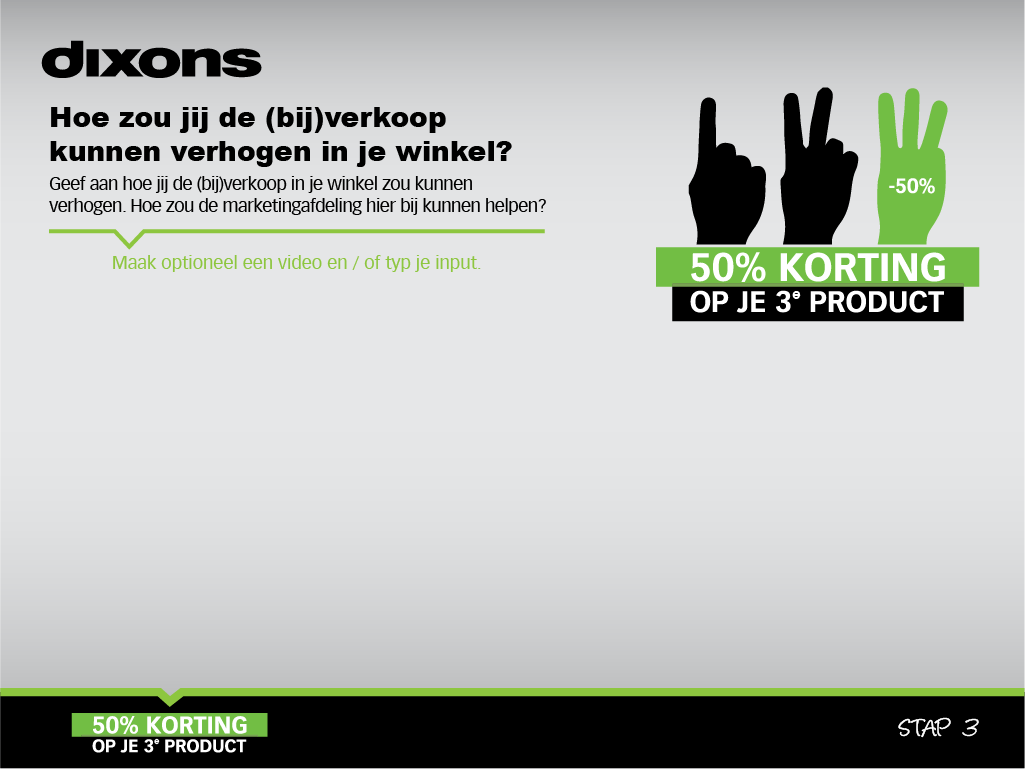 dixons
Hoe zou jij de (bij)verkoop
kunnen verhogen in je winkel?
Geef aan hoe jij de (bij)verkoop in je winkel zou kunnen
verhogen. Hoe zou de marketingafdeling hier bij kunnen helpen?
Maak optioneel een video en / of typ je input.
-50%
50% KORTING
OP JE 3e PRODUCT
50% KORTING
OP JE 3e PRODUCT
STAP 3